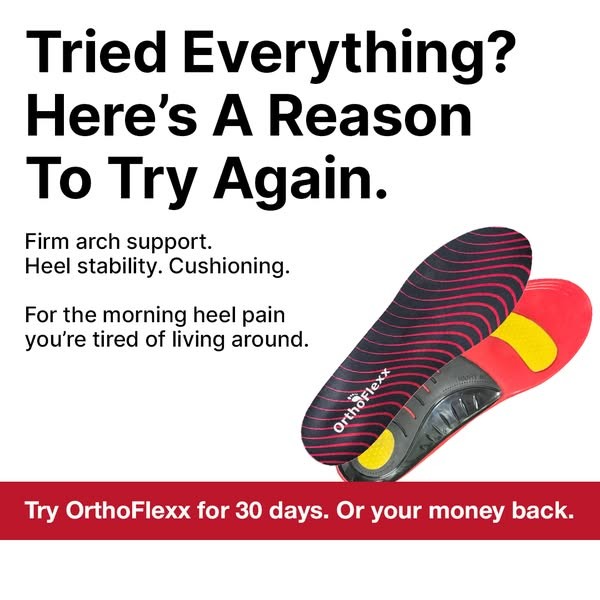 Tried Everything?
Here’s A Reason
To Try Again.
Firm arch support.
Heel stability. Cushioning.
For the morning heel pain
you’re tired of living around.
OrthoFlexx
Try OrthoFlexx for 30 days. Or your money back.